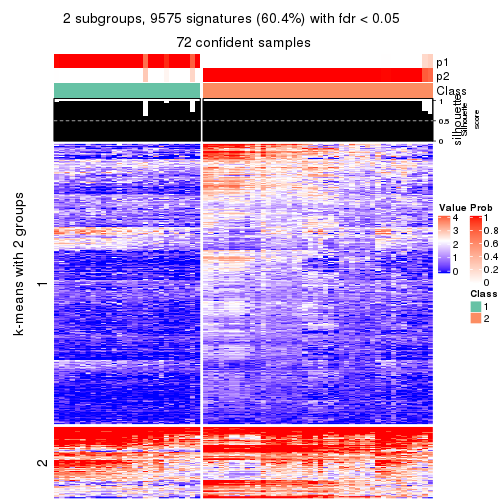 2 subgroups, 9575 signatures (60.4%) with fdr < 0.05
72 confident samples
p1
p2
Class
1
0.5
0
silhouette
Silhouette
score
k-means with 2 groups
1
2
Value
4
3
2
1
0
Prob
1
0.8
0.6
0.4
0.2
0
Class
1
2